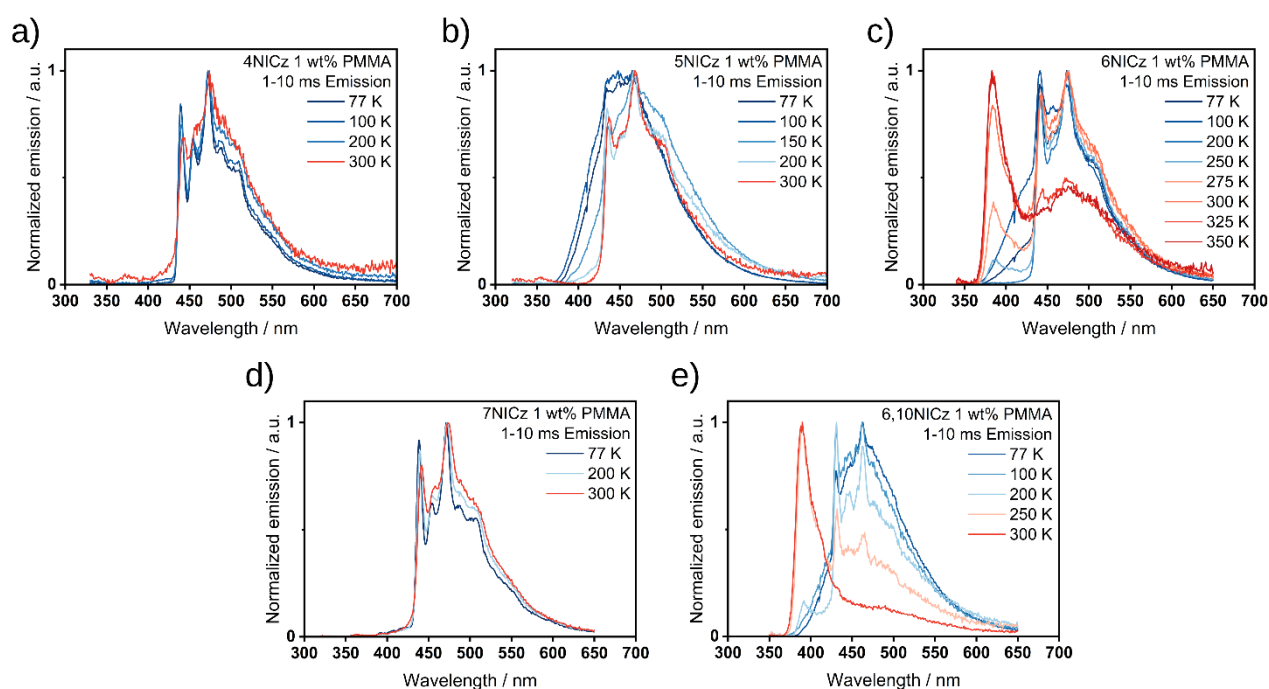 a)
4NICz 1 wt% PMMA
1-10 ms Emission
77 K
100 K
200 K
300 K
Normalized emission / a.u.
1
0
300 350 400 450 500 550 600 650 700
Wavelength / nm
b)
5NICz 1 wt% PMMA
1-10 ms Emission
77 K
100 K
150 K
200 K
300 K
Normalized emission / a.u.
1
0
300 350 400 450 500 550 600 650 700
Wavelength / nm
c)
6NICz 1 wt% PMMA
1-10 ms Emission
77 K
100 K
200 K
250 K
275 K
300 K
325 K
350 K
Normalized emission / a.u.
1
0
300 350 400 450 500 550 600 650 700
Wavelength / nm
d)
7NICz 1 wt% PMMA
1-10 ms Emission
77 K
200 K
300 K
Normalized emission / a.u.
1
0
300 350 400 450 500 550 600 650 700
Wavelength / nm
e)
6,10NICz 1 wt% PMMA
1-10 ms Emission
77 K
100 K
200 K
250 K
300 K
Normalized emission / a.u.
1
0
300 350 400 450 500 550 600 650 700
Wavelength / nm